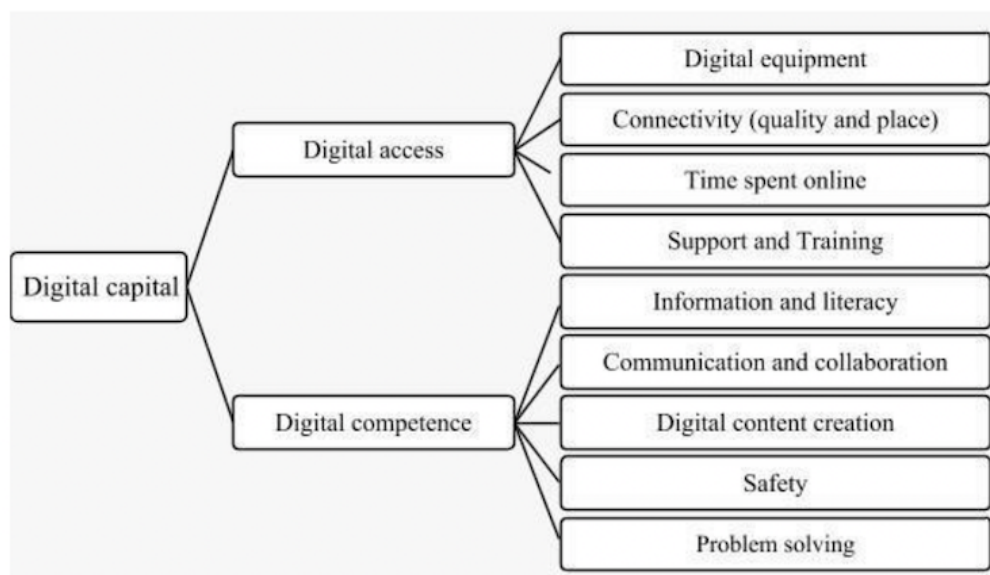 Digital capital
Digital access
Digital equipment
Connectivity (quality and place)
Time spent online
Support and Training
Digital competence
Information and literacy
Communication and collaboration
Digital content creation
Safety
Problem solving